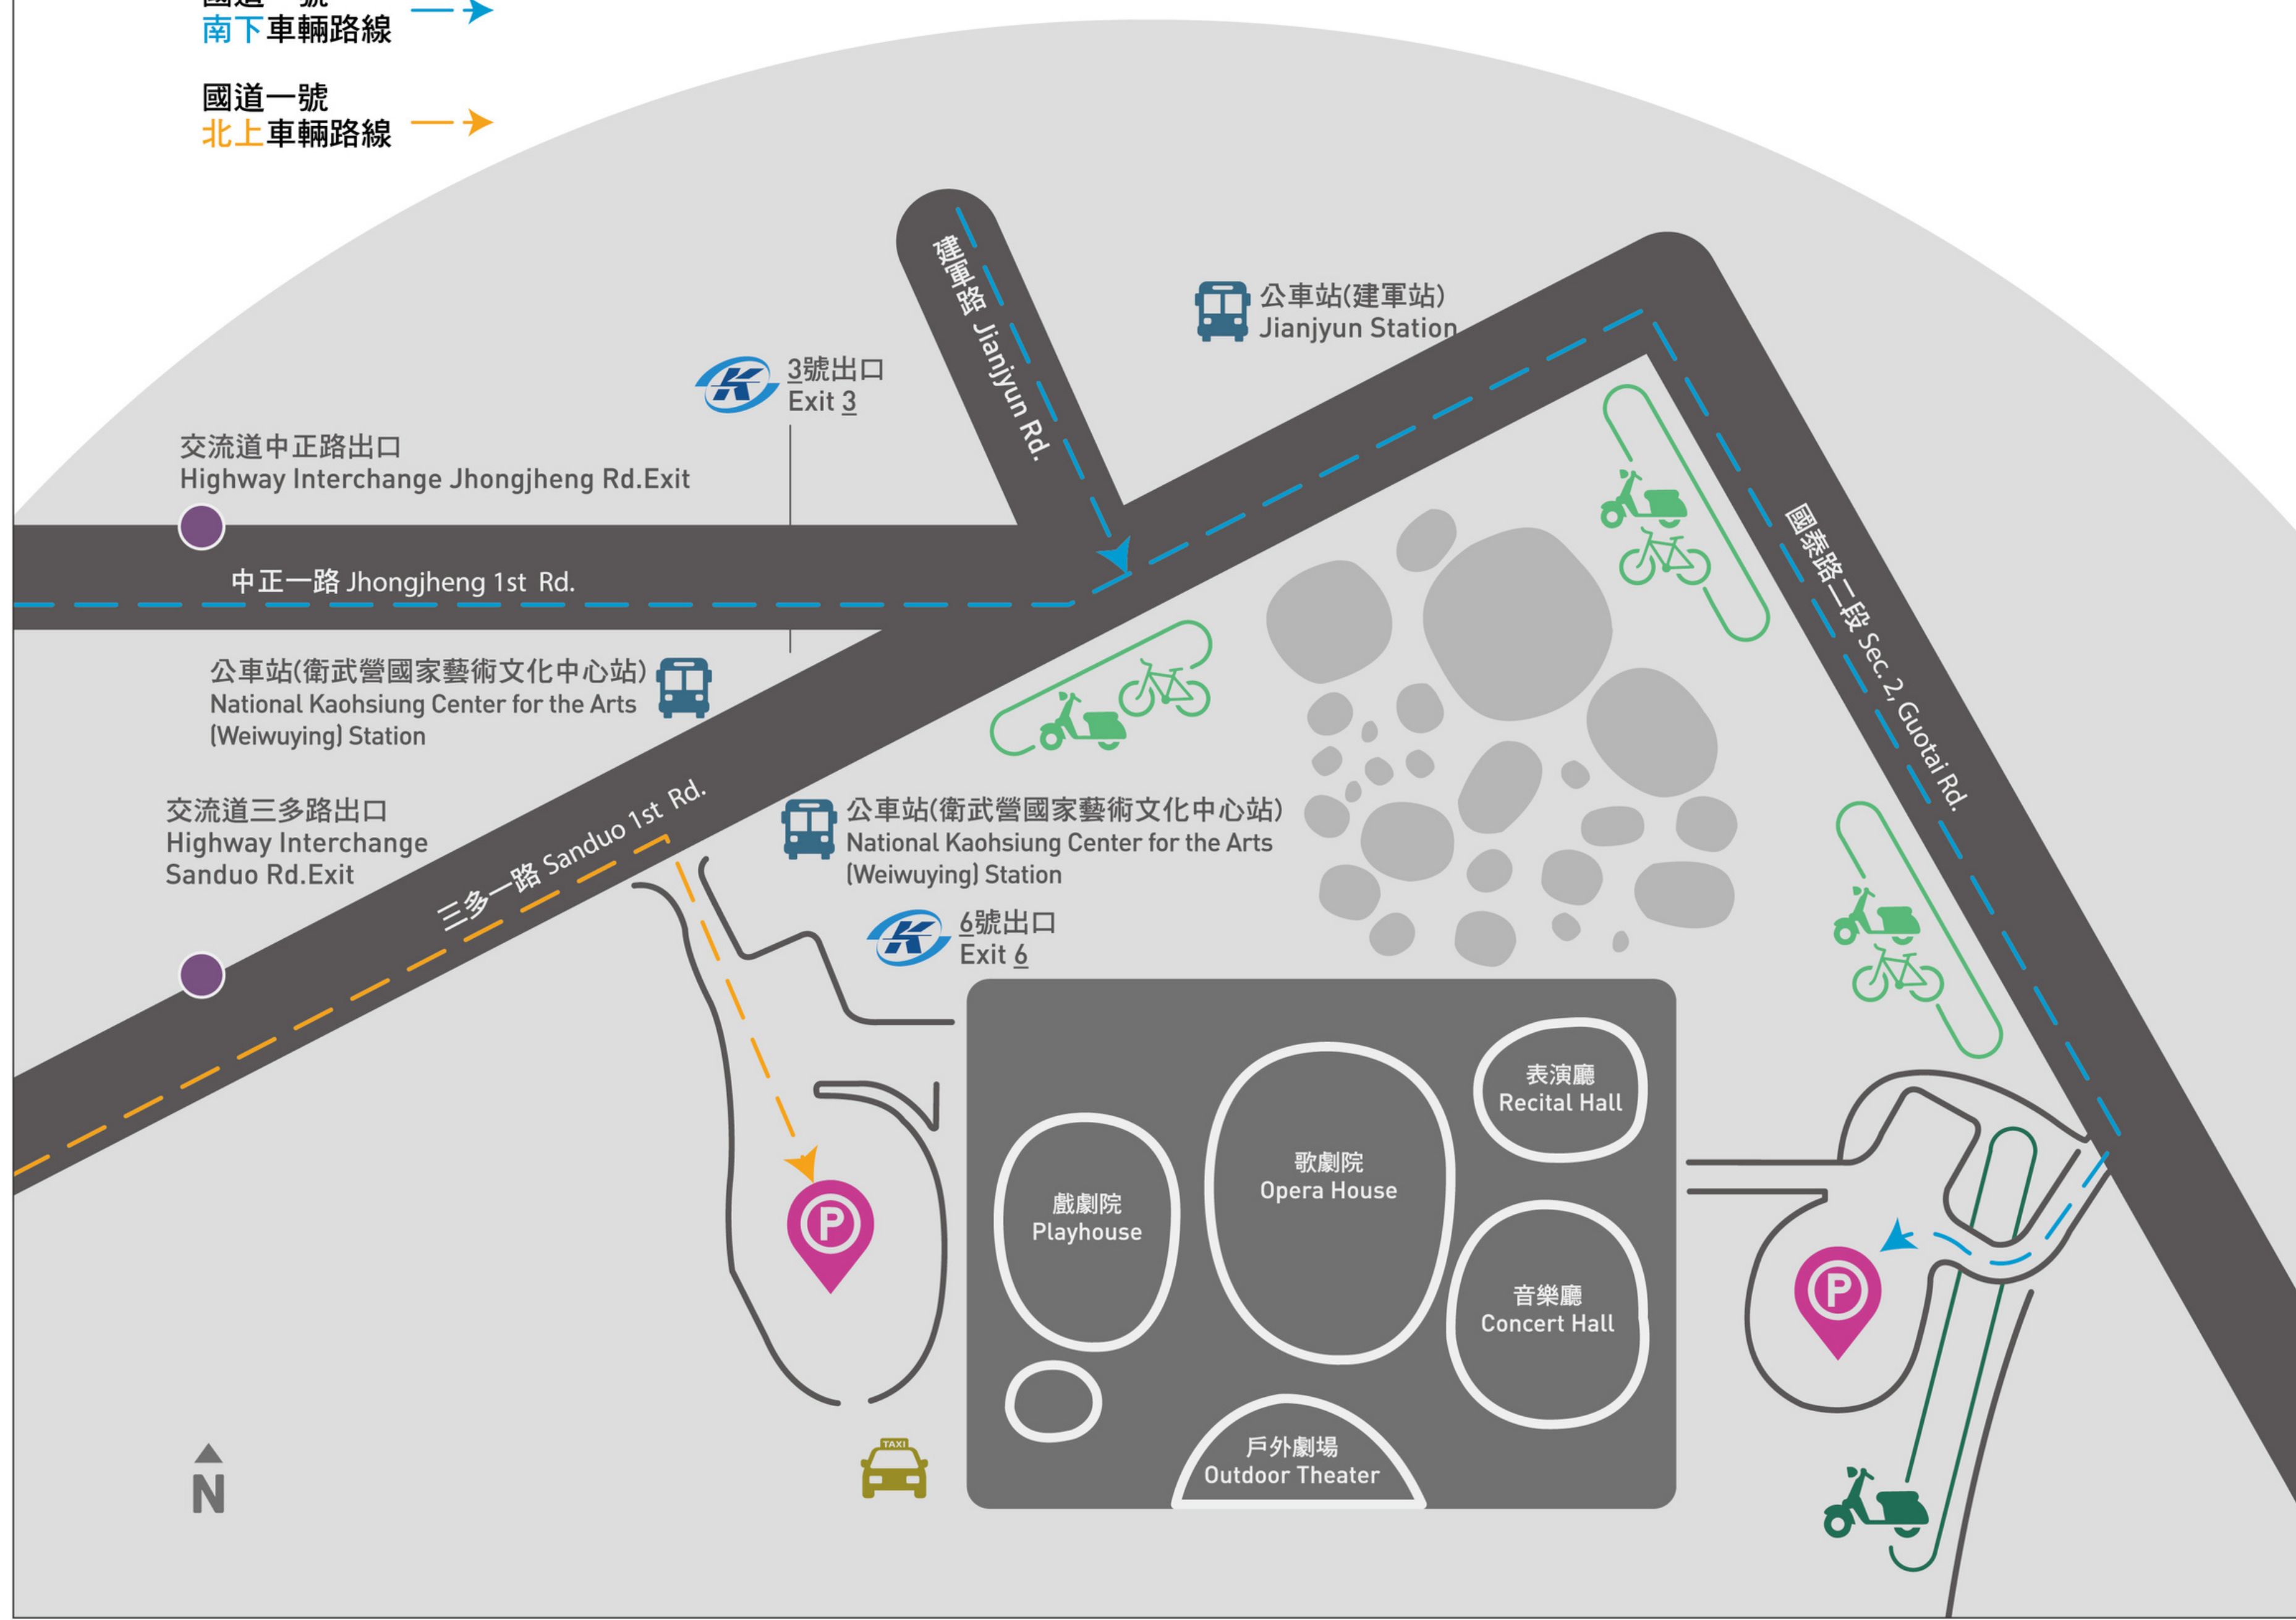 南下車輛路線
國道一號
北上車輛路線
建軍路 Jianjyun Rd.
公車站(建軍站)
Jianjyun Station
K
3號出口
Exit 3
交流道中正路出口
Highway Interchange Jhongjheng Rd.Exit
中正一路 Jhongjheng 1st Rd.
國泰路二段 Sec. 2, Guotai Rd.
公車站(衛武營國家藝術文化中心站)
National Kaohsiung Center for the Arts
(Weiwuying) Station
交流道三多路出口
Highway Interchange
Sanduo Rd.Exit
三多一路 Sanduo 1st Rd.
公車站(衛武營國家藝術文化中心站)
National Kaohsiung Center for the Arts
(Weiwuying) Station
K
6號出口
Exit 6
表演廳
Recital Hall
歌劇院
Opera House
戲劇院
Playhouse
音樂廳
Concert Hall
戶外劇場
Outdoor Theater
P
P
TAXI
N